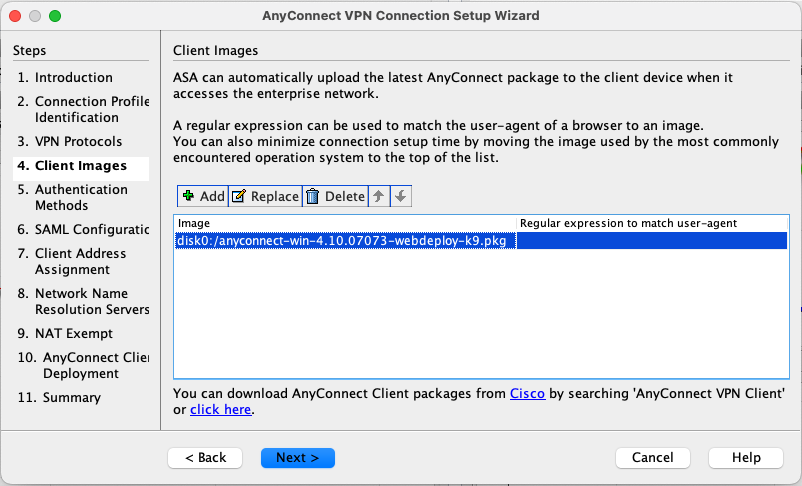 AnyConnect VPN Connection Setup Wizard
Steps
1. Introduction
2. Connection Profile
Identification
3. VPN Protocols
4. Client Images
5. Authentication
Methods
6. SAML Configuratic
7. Client Address
Assignment
8. Network Name
Resolution Servers
9. NAT Exempt
10. AnyConnect Clie
Deployment
11. Summary
Client Images
ASA can automatically upload the latest AnyConnect package to the client device when it
accesses the enterprise network.
A regular expression can be used to match the user-agent of a browser to an image.
You can also minimize connection setup time by moving the image used by the most commonly
encountered operation system to the top of the list.
Add Replace Delete
Image Regular expression to match user-agent
disk0:/anyconnect-win-4.10.07073-webdeploy-k9.pkg
You can download AnyConnect Client packages from Cisco by searching 'AnyConnect VPN Client'
or click here.
< Back Next > Cancel Help